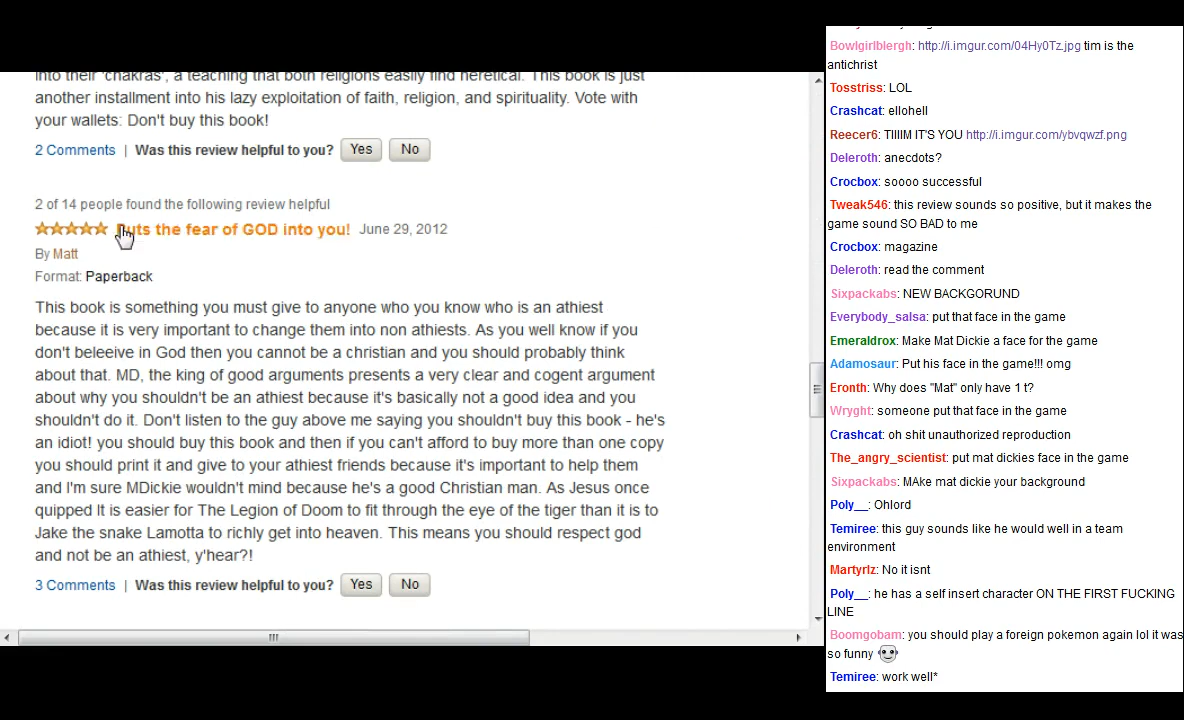 into their 'chakras', a teaching that both religions easily find heretical. This book is just
another installment into his lazy exploitation of faith, religion, and spirituality. Vote with
your wallets: Don't buy this book!
2 Comments | Was this review helpful to you? Yes No
2 of 14 people found the following review helpful
Puts the fear of GOD into you! June 29, 2012
By Matt
Format: Paperback
This book is something you must give to anyone who you know who is an athiest
because it is very important to change them into non athiests. As you well know if you
don't beleeive in God then you cannot be a christian and you should probably think
about that. MD, the king of good arguments presents a very clear and cogent argument
about why you shouldn't be an athiest because it's basically not a good idea and you
shouldn't do it. Don't listen to the guy above me saying you shouldn't buy this book - he's
an idiot! you should buy this book and then if you can't afford to buy more than one copy
you should print it and give to your athiest friends because it's important to help them
and I'm sure MDickie wouldn't mind because he's a good Christian man. As Jesus once
quipped It is easier for The Legion of Doom to fit through the eye of the tiger than it is to
Jake the snake Lamotta to richly get into heaven. This means you should respect god
and not be an athiest, y'hear?!
3 Comments | Was this review helpful to you? Yes No
Bowlgirlblergh: http://i.imgur.com/04Hy0Tz.jpg tim is the
antichrist
Tosstriss: LOL
Crashcat: ellohell
Reecer6: TIIIIM IT'S YOU http://i.imgur.com/ybvqwzf.png
Deleroth: anecdots?
Crocbox: soooo successful
Tweak546: this review sounds so positive, but it makes the
game sound SO BAD to me
Crocbox: magazine
Deleroth: read the comment
Sixpackabs: NEW BACKGORUND
Everybody_salsa: put that face in the game
Emeraldrox: Make Mat Dickie a face for the game
Adamosaur: Put his face in the game!!! omg
Eronth: Why does "Mat" only have 1 t?
Wryght: someone put that face in the game
Crashcat: oh shit unauthorized reproduction
The_angry_scientist: put mat dickies face in the game
Sixpackabs: MAke mat dickie your background
Poly__: Ohlord
Temiree: this guy sounds like he would well in a team
environment
Martyrlz: No it isnt
Poly__: he has a self insert character ON THE FIRST FUCKING
LINE
Boomgobam: you should play a foreign pokemon again lol it was
so funny
Temiree: work well*